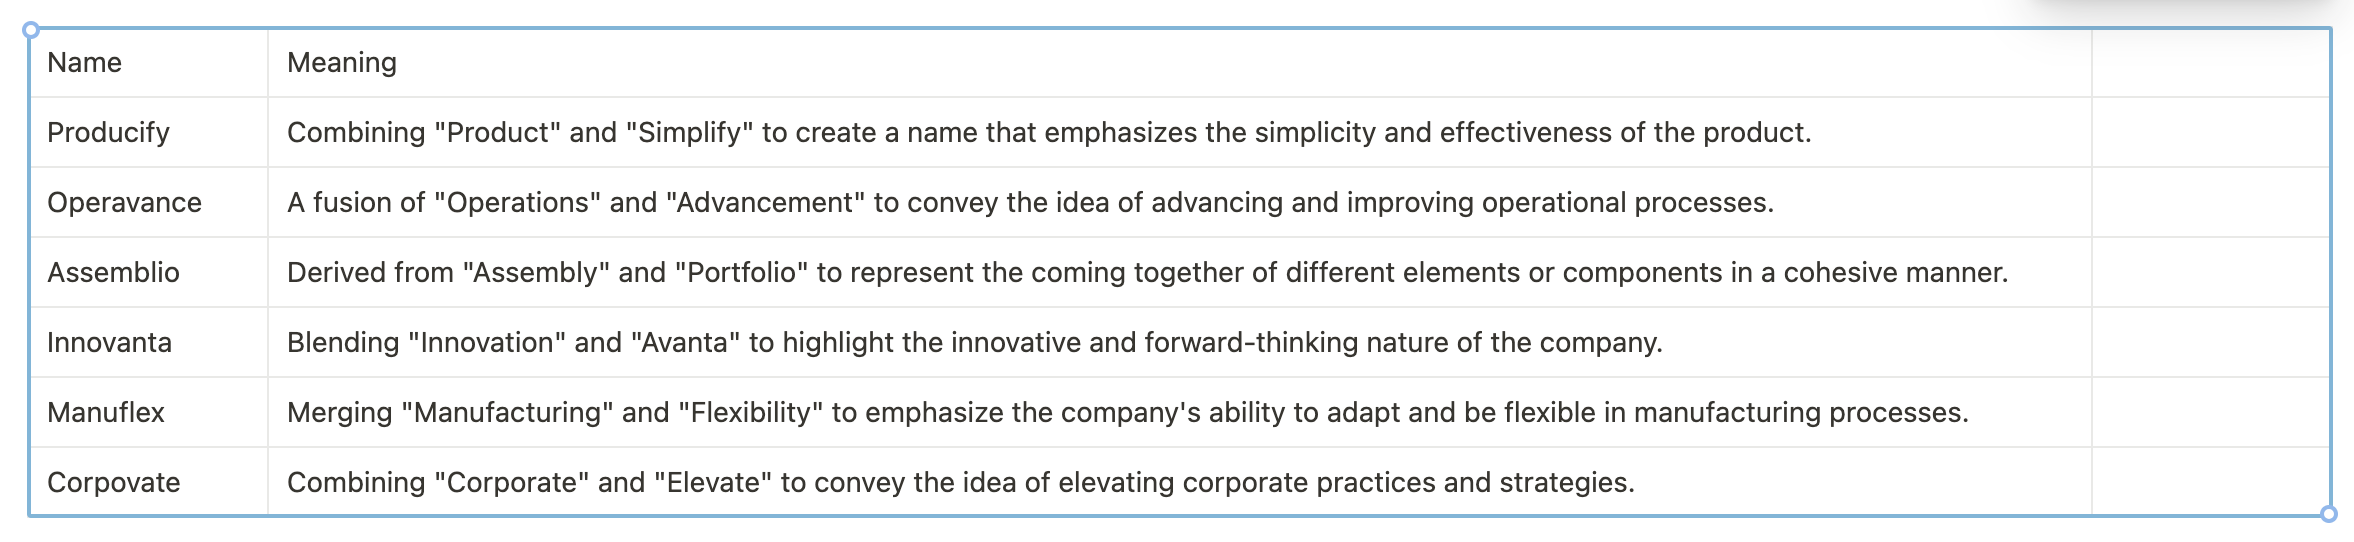 Name Meaning
Producify Combining "Product" and "Simplify" to create a name that emphasizes the simplicity and effectiveness of the product.
Operavance A fusion of "Operations" and "Advancement" to convey the idea of advancing and improving operational processes.
Assemblio Derived from "Assembly" and "Portfolio" to represent the coming together of different elements or components in a cohesive manner.
Innovanta Blending "Innovation" and "Avanta" to highlight the innovative and forward-thinking nature of the company.
Manuflex Merging "Manufacturing" and "Flexibility" to emphasize the company's ability to adapt and be flexible in manufacturing processes.
Corpovate Combining "Corporate" and "Elevate" to convey the idea of elevating corporate practices and strategies.